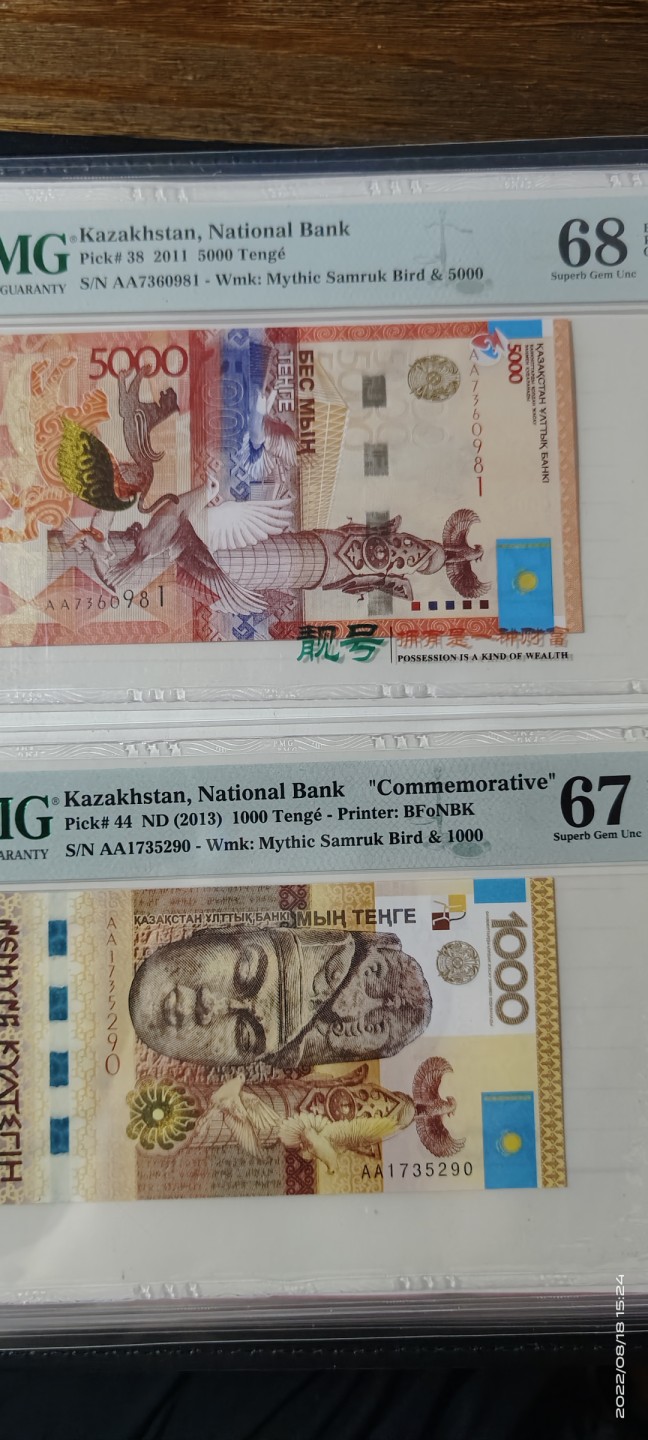 MG® Kazakhstan, National Bank
Pick# 38 2011 5000 Tengé
GUARANTY S/N AA7360981 - Wmk: Mythic Samruk Bird & 5000
68
Superb Gem Unc
5000
ТЕҢГЕ
БЕС МЫҢ
AA7360981
5000
ҚАЗАҚСТАН ҰЛТТЫҚ БАНКІ
AA7360981
靓号 拥有是一种财富
POSSESSION IS A KIND OF WEALTH
MG® Kazakhstan, National Bank "Commemorative"
Pick# 44 ND (2013) 1000 Tengé - Printer: BFoNBK
ARANTY S/N AA1735290 - Wmk: Mythic Samruk Bird & 1000
67
Superb Gem Unc
ҚАЗАҚСТАН ҰЛТТЫҚ БАНКІ МЫҢ ТЕҢГЕ
AA1735290
1000
КҮЛТЕГІН
AA1735290
2022/08/18 15:24